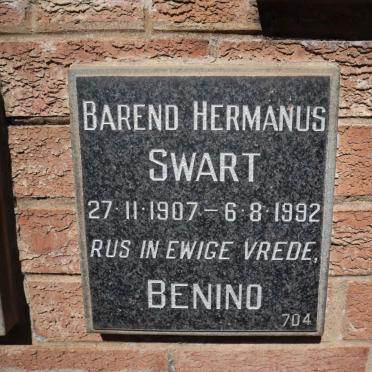 BAREND HERMANUS
SWART
27·11·1907 – 6·8·1992
RUS IN EWIGE VREDE,
BENINO
704